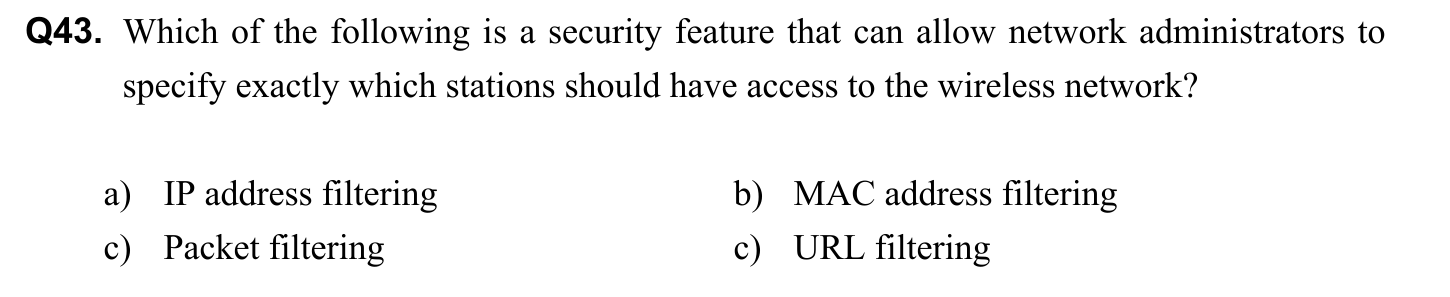 Q43. Which of the following is a security feature that can allow network administrators to
specify exactly which stations should have access to the wireless network?
a) IP address filtering b) MAC address filtering
c) Packet filtering c) URL filtering